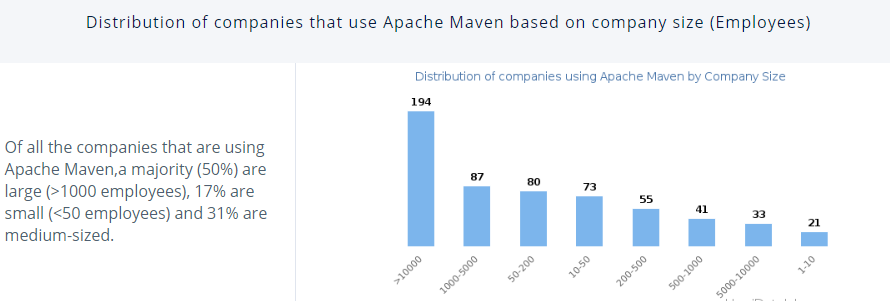 Distribution of companies that use Apache Maven based on company size (Employees)
Of all the companies that are using
Apache Maven,a majority (50%) are
large (>1000 employees), 17% are
small (<50 employees) and 31% are
medium-sized.
Distribution of companies using Apache Maven by Company Size
194
87
80
73
55
41
33
21
>10000
1000-5000
50-200
10-50
200-500
500-1000
5000-10000
1-10